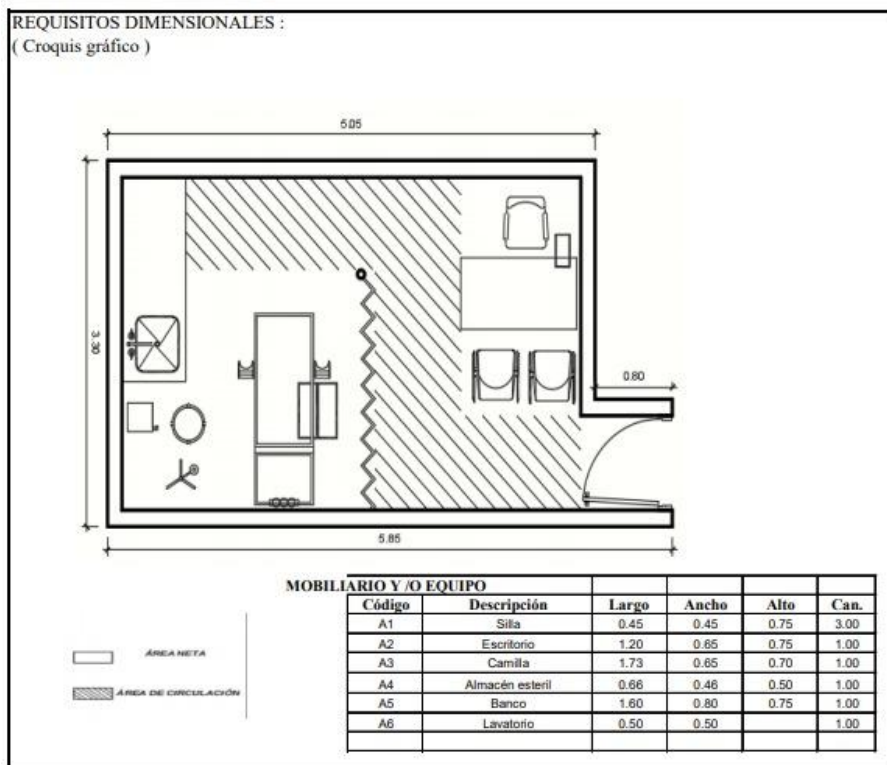 REQUISITOS DIMENSIONALES :
( Croquis gráfico )
5.05
3.30
0.80
5.85
MOBILIARIO Y /O EQUIPO
Código Descripción Largo Ancho Alto Can.
A1 Silla 0.45 0.45 0.75 3.00
A2 Escritorio 1.20 0.65 0.75 1.00
A3 Camilla 1.73 0.65 0.70 1.00
A4 Almacén esteril 0.66 0.46 0.50 1.00
A5 Banco 1.60 0.80 0.75 1.00
A6 Lavatorio 0.50 0.50 1.00
ÁREA NETA
ÁREA DE CIRCULACIÓN